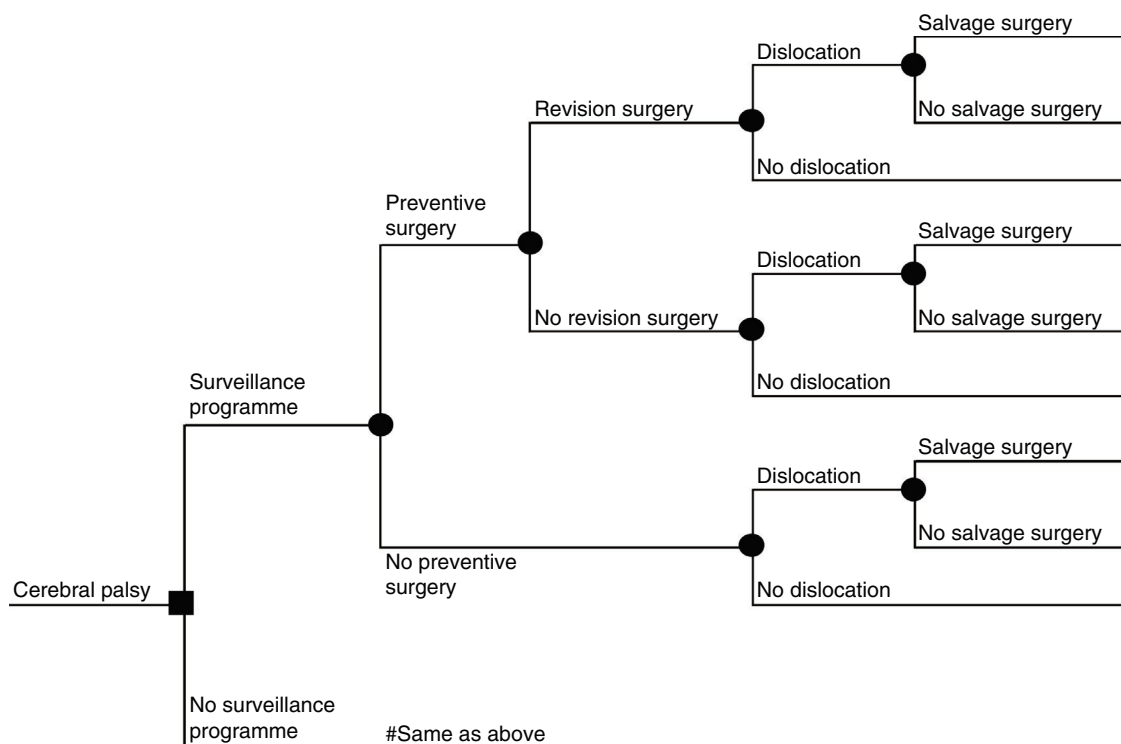 Salvage surgery
Dislocation
No salvage surgery
Revision surgery
No dislocation
Preventive
surgery
Salvage surgery
Dislocation
No salvage surgery
No revision surgery
No dislocation
Surveillance
programme
Salvage surgery
Dislocation
No salvage surgery
No preventive
surgery
No dislocation
Cerebral palsy
No surveillance
programme
#Same as above